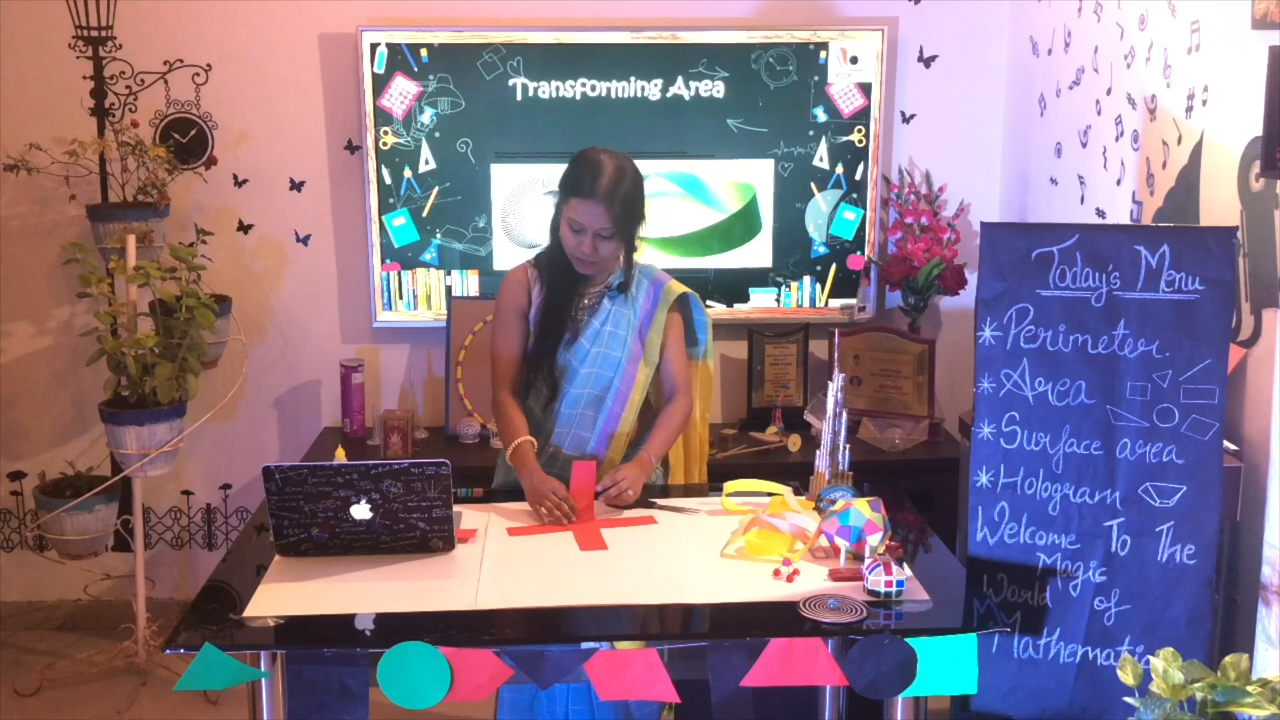 Transforming Area
Today's Menu
* Perimeter.
* Area
* Surface area
* Hologram
Welcome To The
Magic
World of
Mathematic